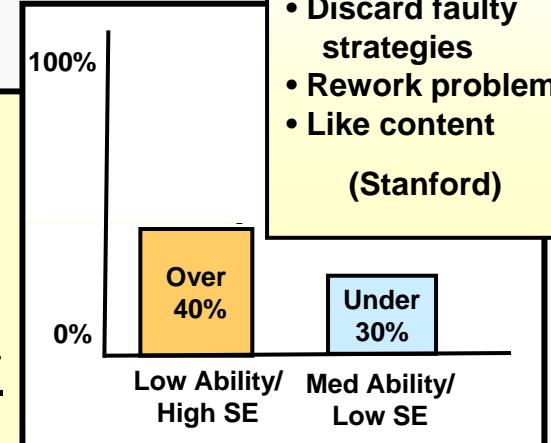 • Discard faulty
strategies
• Rework problem
• Like content
(Stanford)
100%
Over
40%
Under
30%
0%
Low Ability/
High SE
Med Ability/
Low SE